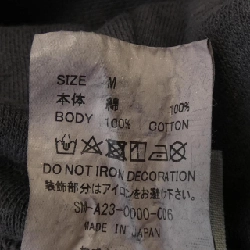 SIZE M
本体 綿 100%
BODY 100% COTTON
DO NOT IRON DECORATION
装飾部分はアイロンをお避け下さい
SM-A23-0000-C06
MADE IN JAPAN